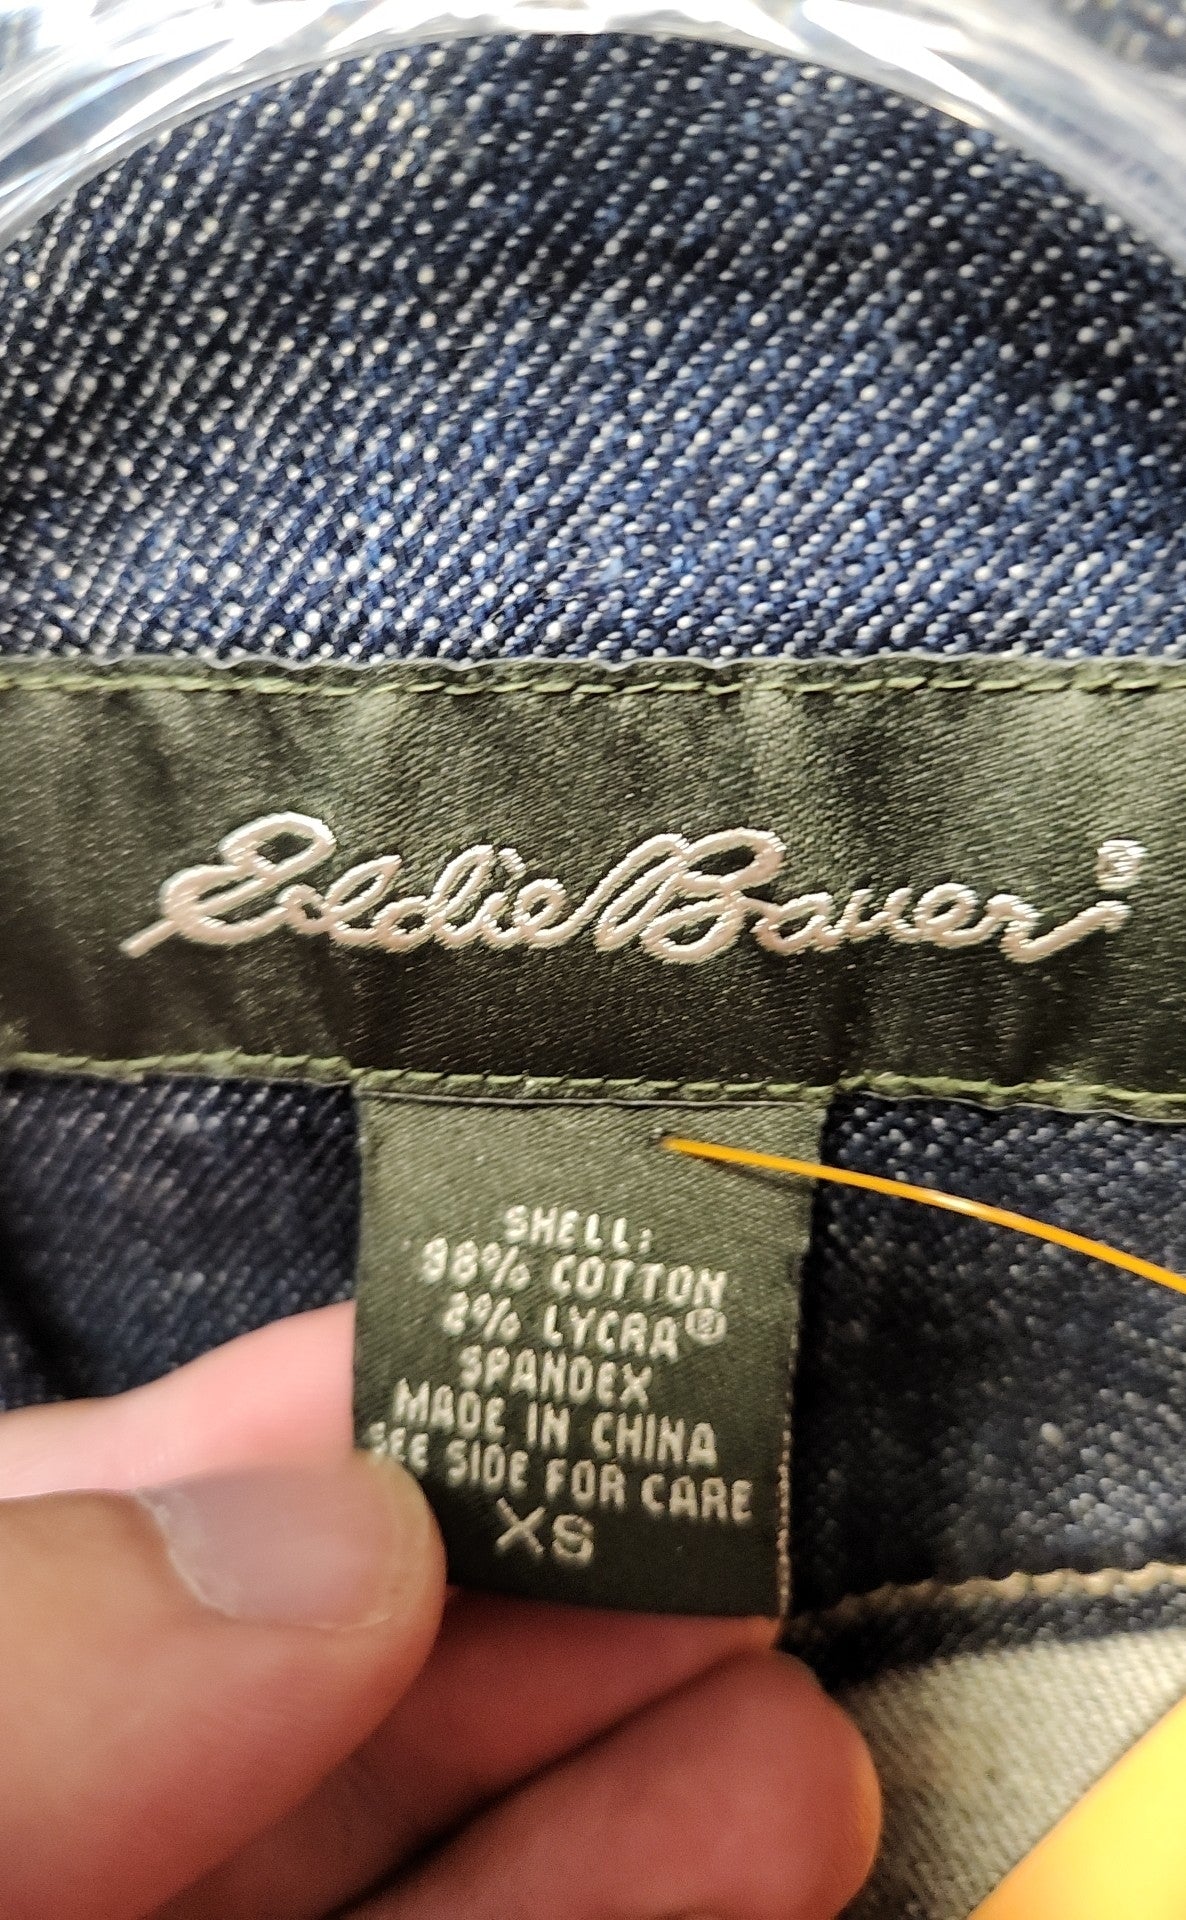 Eddie Bauer®
SHELL:
98% COTTON
2% LYCRA®
SPANDEX
MADE IN CHINA
SEE SIDE FOR CARE
XS